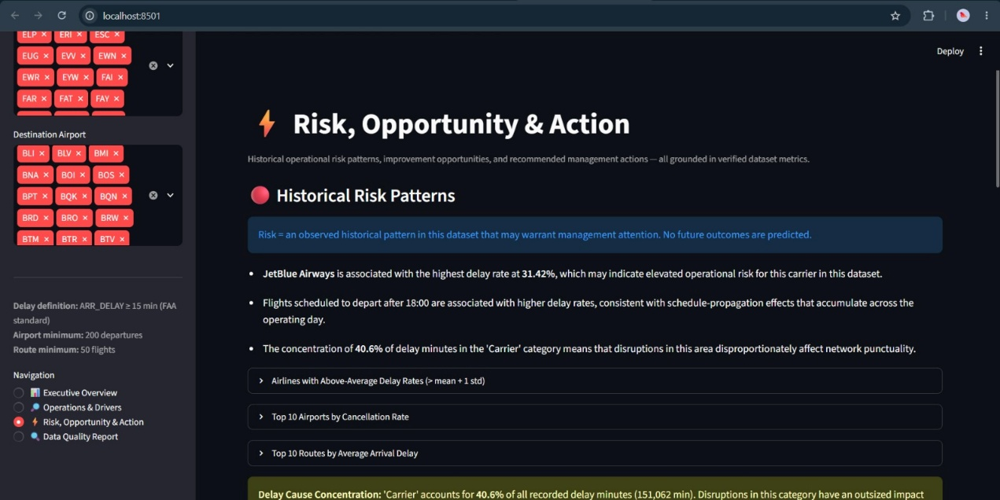 localhost:8501
ELP × ERI × ESC ×
EUG × EVV × EWN ×
EWR × EYW × FAI ×
FAR × FAT × FAY ×
Destination Airport
BLI × BLV × BMI ×
BNA × BOI × BOS ×
BPT × BQK × BQN ×
BRD × BRO × BRW ×
BTM × BTR × BTV ×
Delay definition: ARR_DELAY ≥ 15 min (FAA
standard)
Airport minimum: 200 departures
Route minimum: 50 flights
Navigation
📊 Executive Overview
🔎 Operations & Drivers
⚡ Risk, Opportunity & Action
🔍 Data Quality Report
Deploy
⚡ Risk, Opportunity & Action
Historical operational risk patterns, improvement opportunities, and recommended management actions — all grounded in verified dataset metrics.
🔴 Historical Risk Patterns
Risk = an observed historical pattern in this dataset that may warrant management attention. No future outcomes are predicted.
• JetBlue Airways is associated with the highest delay rate at 31.42%, which may indicate elevated operational risk for this carrier in this dataset.
• Flights scheduled to depart after 18:00 are associated with higher delay rates, consistent with schedule-propagation effects that accumulate across the
operating day.
• The concentration of 40.6% of delay minutes in the 'Carrier' category means that disruptions in this area disproportionately affect network punctuality.
Airlines with Above-Average Delay Rates (> mean + 1 std)
Top 10 Airports by Cancellation Rate
Top 10 Routes by Average Arrival Delay
Delay Cause Concentration: 'Carrier' accounts for 40.6% of all recorded delay minutes (151,062 min). Disruptions in this category have an outsized impact